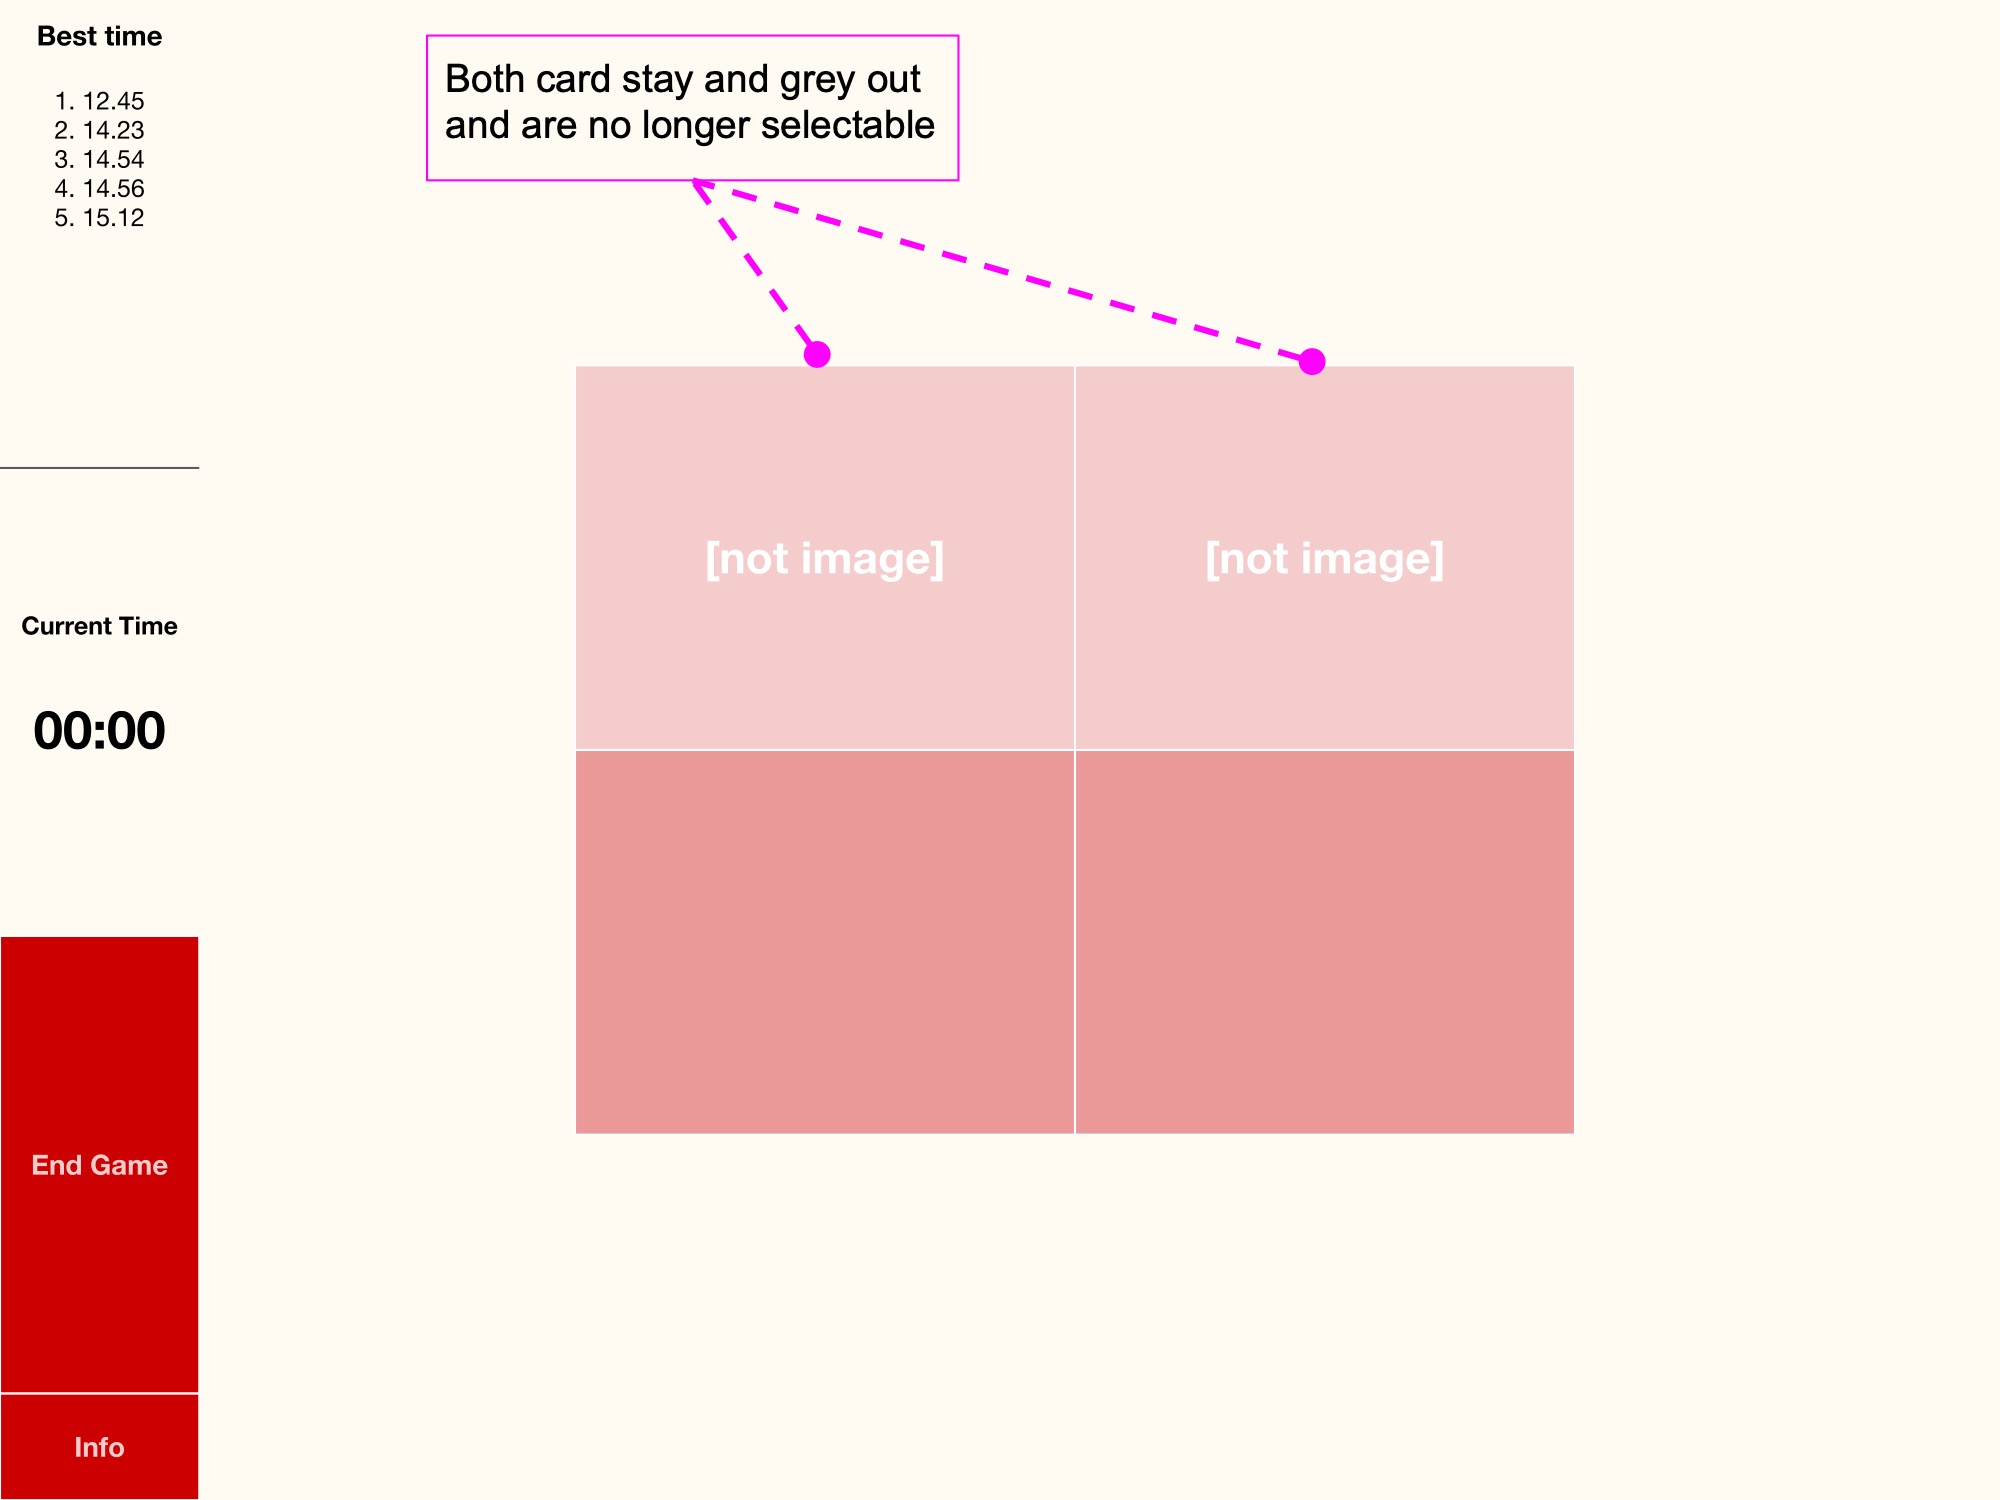 Best time
1. 12.45
2. 14.23
3. 14.54
4. 14.56
5. 15.12
Both card stay and grey out
and are no longer selectable
[not image]
[not image]
Current Time
00:00
End Game
Info